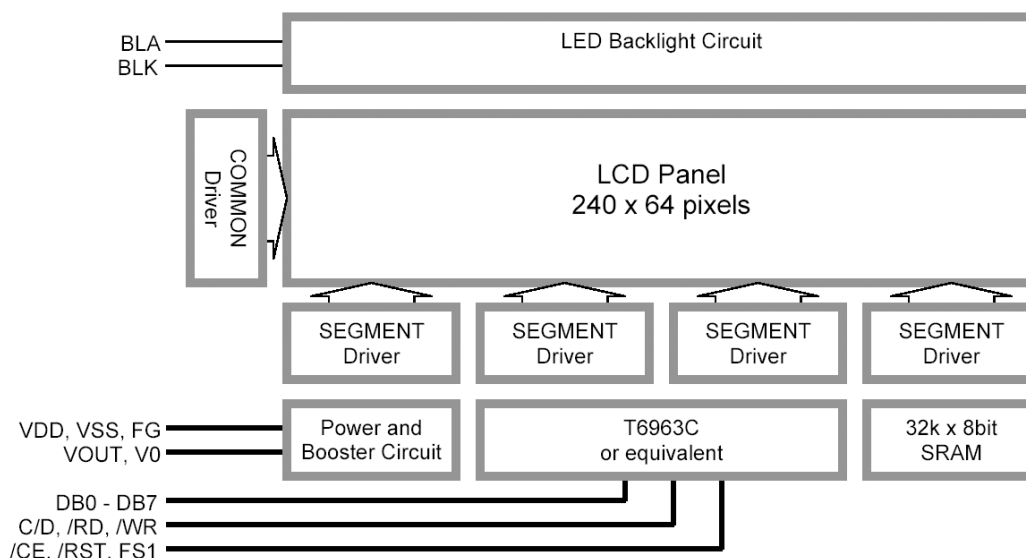 BLA
BLK
LED Backlight Circuit
COMMON
Driver
LCD Panel
240 x 64 pixels
SEGMENT
Driver
SEGMENT
Driver
SEGMENT
Driver
SEGMENT
Driver
VDD, VSS, FG
VOUT, V0
Power and
Booster Circuit
T6963C
or equivalent
32k x 8bit
SRAM
DB0 - DB7
C/D, /RD, /WR
/CE, /RST, FS1